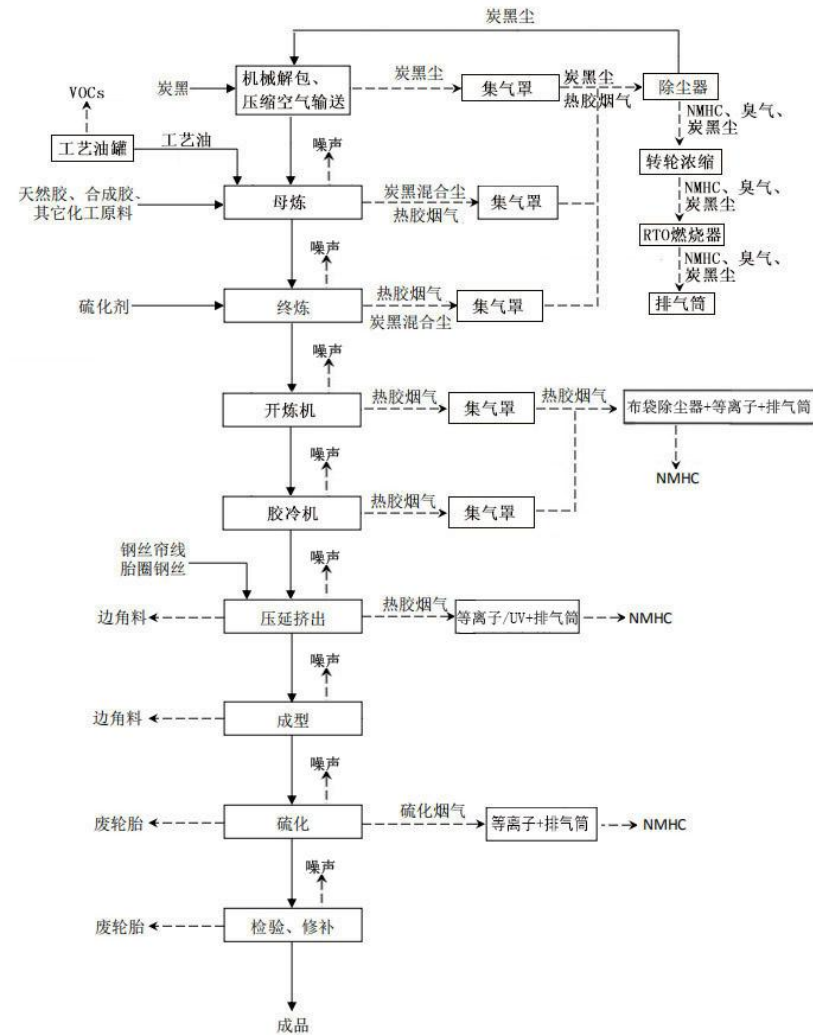 炭黑尘
炭黑
机械解包、
压缩空气输送
炭黑尘
集气罩
炭黑尘
热胶烟气
除尘器
VOCs
NMHC、臭气、
炭黑尘
工艺油罐
工艺油
噪声
转轮浓缩
天然胶、合成胶、
其它化工原料
母炼
炭黑混合尘
热胶烟气
集气罩
NMHC、臭气、
炭黑尘
RTO燃烧器
噪声
NMHC、臭气、
炭黑尘
硫化剂
终炼
热胶烟气
炭黑混合尘
集气罩
排气筒
噪声
开炼机
热胶烟气
集气罩
热胶烟气
布袋除尘器+等离子+排气筒
噪声
NMHC
胶冷机
热胶烟气
集气罩
钢丝帘线
胎圈钢丝
噪声
边角料
压延挤出
热胶烟气
等离子/UV+排气筒
NMHC
噪声
边角料
成型
噪声
废轮胎
硫化
硫化烟气
等离子+排气筒
NMHC
噪声
废轮胎
检验、修补
成品